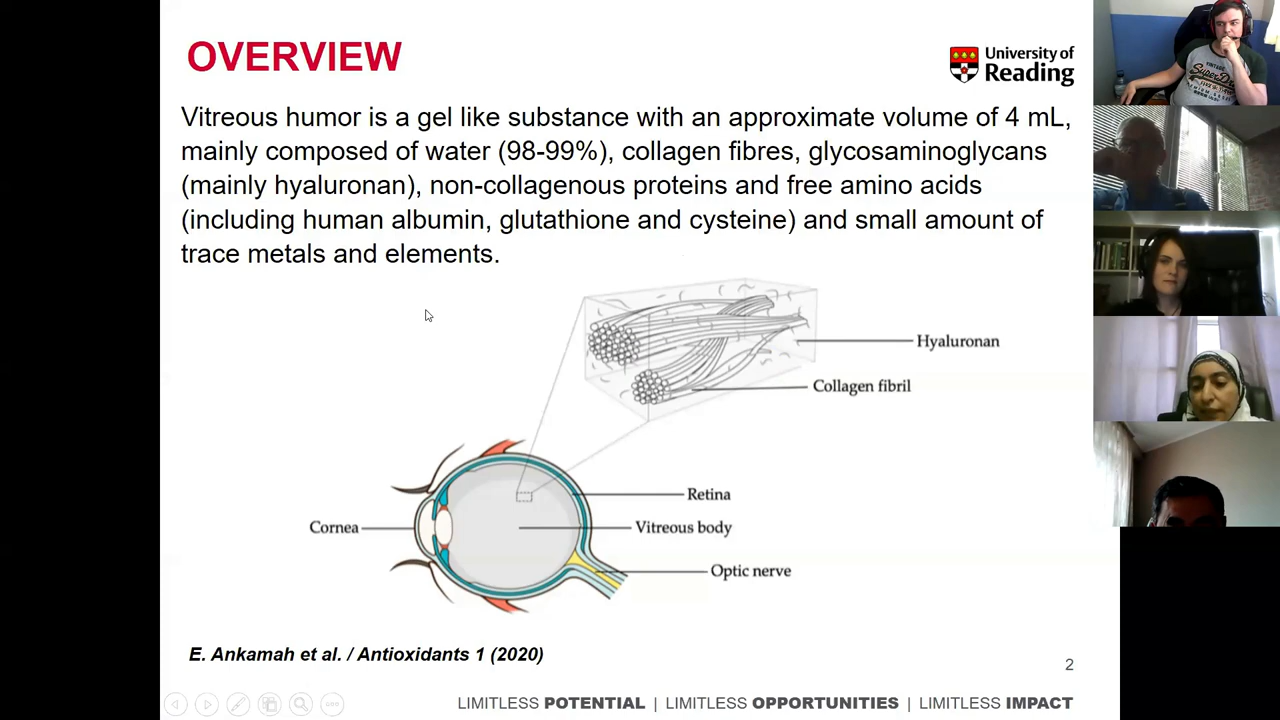 OVERVIEW
University of
Reading
Vitreous humor is a gel like substance with an approximate volume of 4 mL,
mainly composed of water (98-99%), collagen fibres, glycosaminoglycans
(mainly hyaluronan), non-collagenous proteins and free amino acids
(including human albumin, glutathione and cysteine) and small amount of
trace metals and elements.
Hyaluronan
Collagen fibril
Retina
Cornea
Vitreous body
Optic nerve
E. Ankamah et al. / Antioxidants 1 (2020)
2
LIMITLESS POTENTIAL | LIMITLESS OPPORTUNITIES | LIMITLESS IMPACT